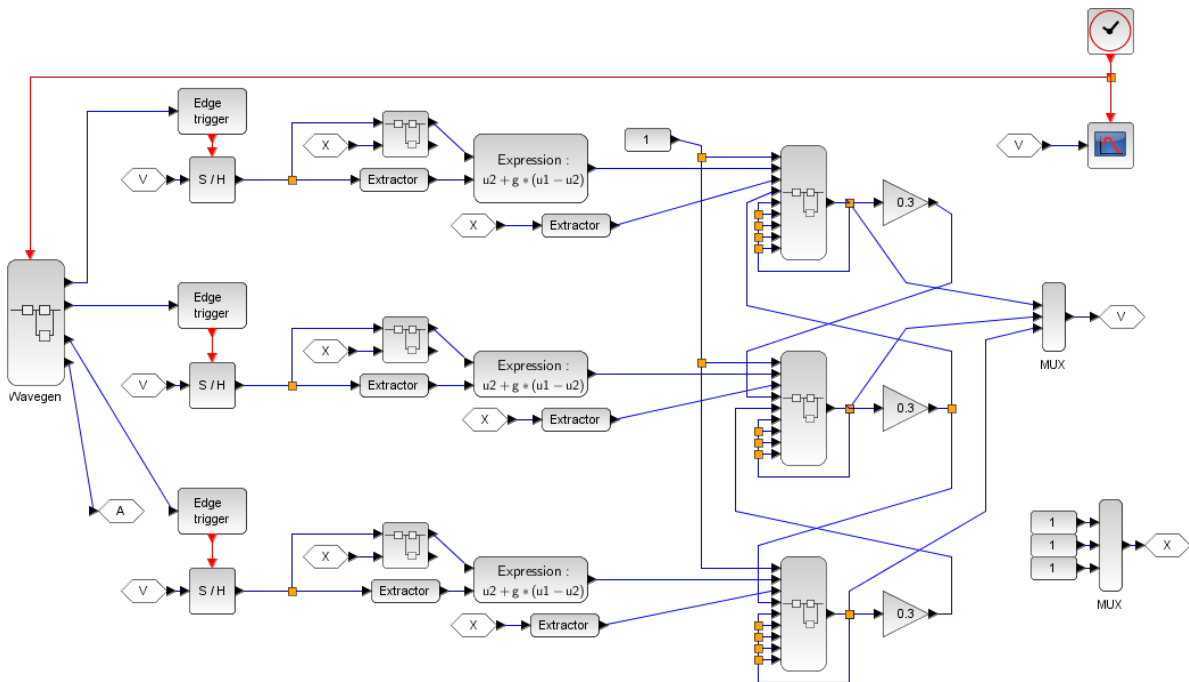 Edge
trigger
X
1
V
Expression :
u2 + g * (u1 − u2)
V
S / H
Extractor
0.3
X
Extractor
Edge
trigger
X
V
MUX
Expression :
u2 + g * (u1 − u2)
V
S / H
Extractor
Wavegen
0.3
X
Extractor
A
Edge
trigger
1
X
1
X
Expression :
u2 + g * (u1 − u2)
1
V
S / H
Extractor
MUX
0.3
X
Extractor